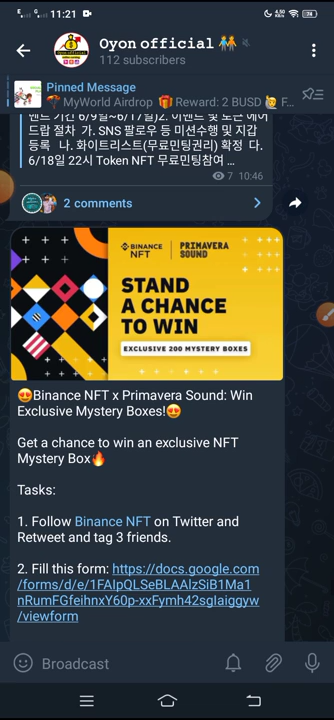 11:21
4.50 KB/s
Oyon official
112 subscribers
Pinned Message
MyWorld Airdrop 🎁 Reward: 2 BUSD 🙋 F...
벤트 기간 6/9일~6/17일)2. 이벤트 및 토큰 에어
드랍 절차 가. SNS 팔로우 등 미션수행 및 지갑
등록 나. 화이트리스트(무료민팅권리) 확정 다.
6/18일 22시 Token NFT 무료민팅참여 ...
7 10:46
2 comments
BINANCE NFT
PRIMAVERA SOUND
STAND
A CHANCE
TO WIN
EXCLUSIVE 200 MYSTERY BOXES
😍Binance NFT x Primavera Sound: Win
Exclusive Mystery Boxes!😍
Get a chance to win an exclusive NFT
Mystery Box🔥
Tasks:
1. Follow Binance NFT on Twitter and
Retweet and tag 3 friends.
2. Fill this form: https://docs.google.com
/forms/d/e/1FAIpQLSeBLAAlzSiB1Ma1
nRumFGfeihnxY60p-xxFymh42sglaiggyw
/viewform
Broadcast